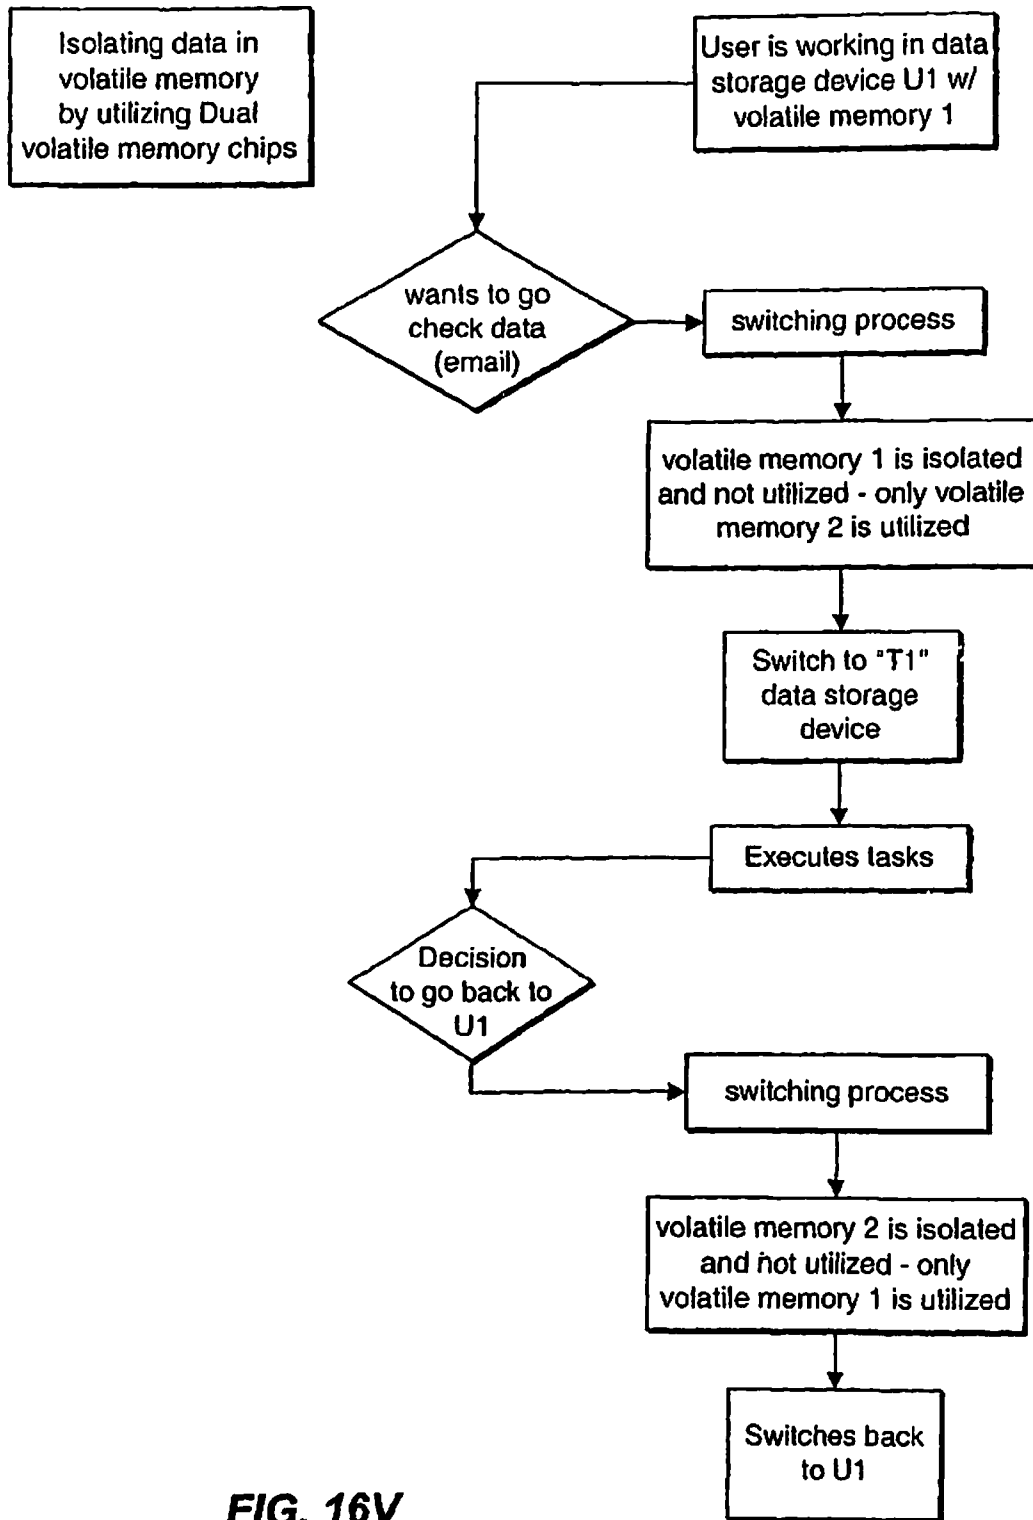 Isolating data in
volatile memory
by utilizing Dual
volatile memory chips
User is working in data
storage device U1 w/
volatile memory 1
wants to go
check data
(email)
switching process
volatile memory 1 is isolated
and not utilized - only volatile
memory 2 is utilized
Switch to "T1"
data storage
device
Executes tasks
Decision
to go back to
U1
switching process
volatile memory 2 is isolated
and not utilized - only
volatile memory 1 is utilized
Switches back
to U1
FIG. 16V